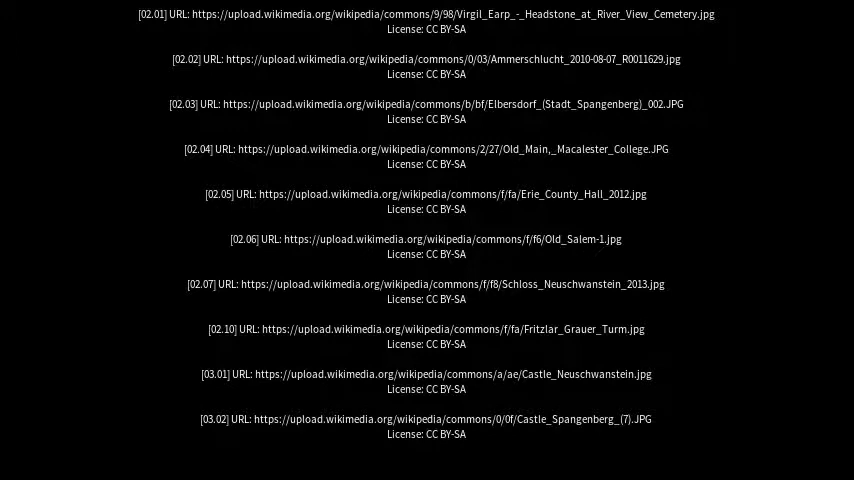 [02.01] URL: https://upload.wikimedia.org/wikipedia/commons/9/98/Virgil_Earp_-_Headstone_at_River_View_Cemetery.jpg
License: CC BY-SA
[02.02] URL: https://upload.wikimedia.org/wikipedia/commons/0/03/Ammerschlucht_2010-08-07_R0011629.jpg
License: CC BY-SA
[02.03] URL: https://upload.wikimedia.org/wikipedia/commons/b/bf/Elbersdorf_(Stadt_Spangenberg)_002.JPG
License: CC BY-SA
[02.04] URL: https://upload.wikimedia.org/wikipedia/commons/2/27/Old_Main,_Macalester_College.JPG
License: CC BY-SA
[02.05] URL: https://upload.wikimedia.org/wikipedia/commons/f/fa/Erie_County_Hall_2012.jpg
License: CC BY-SA
[02.06] URL: https://upload.wikimedia.org/wikipedia/commons/f/f6/Old_Salem-1.jpg
License: CC BY-SA
[02.07] URL: https://upload.wikimedia.org/wikipedia/commons/f/f8/Schloss_Neuschwanstein_2013.jpg
License: CC BY-SA
[02.10] URL: https://upload.wikimedia.org/wikipedia/commons/f/fa/Fritzlar_Grauer_Turm.jpg
License: CC BY-SA
[03.01] URL: https://upload.wikimedia.org/wikipedia/commons/a/ae/Castle_Neuschwanstein.jpg
License: CC BY-SA
[03.02] URL: https://upload.wikimedia.org/wikipedia/commons/0/0f/Castle_Spangenberg_(7).JPG
License: CC BY-SA